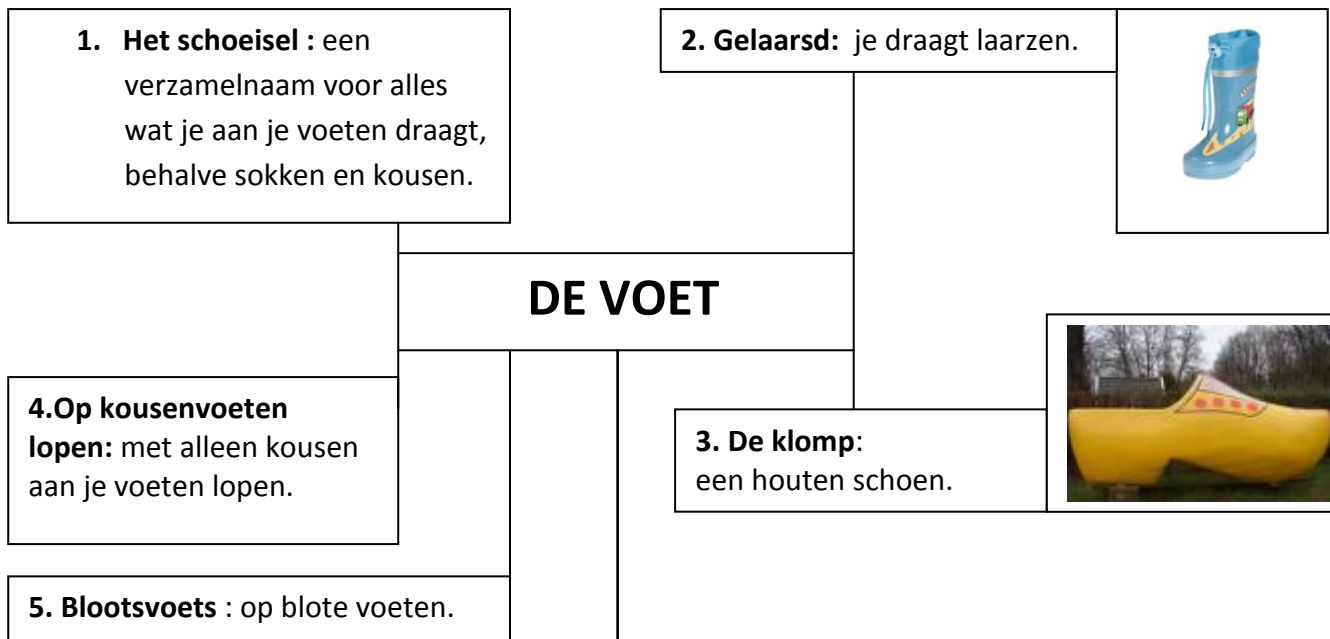 1. Het schoeisel : een
verzamelnaam voor alles
wat je aan je voeten draagt,
behalve sokken en kousen.
2. Gelaarsd: je draagt laarzen.
DE VOET
4.Op kousenvoeten
lopen: met alleen kousen
aan je voeten lopen.
3. De klomp:
een houten schoen.
5. Blootsvoets : op blote voeten.